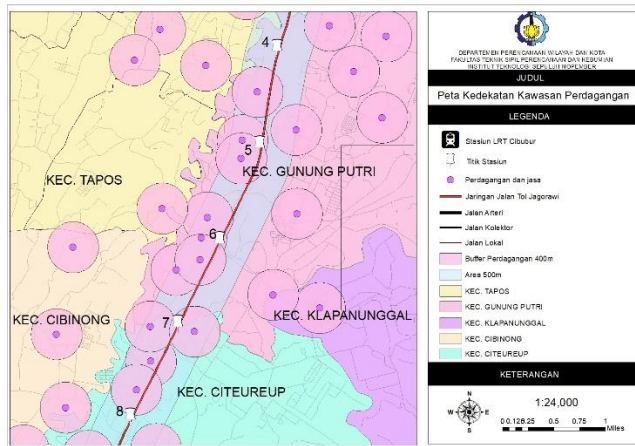 4
5
6
7
8
KEC. TAPOS
KEC. GUNUNG PUTRI
KEC. CIBINONG
KEC. KLAPANUNGGAL
KEC. CITEUREUP
DEPARTEMEN PERENCANAAN WILAYAH DAN KOTA
FAKULTAS TEKNIK SIPIL PERENCANAAN DAN KEBUMIAN
INSTITUT TEKNOLOGI SEPULUH NOPEMBER
JUDUL
Peta Kedekatan Kawasan Perdagangan
LEGENDA
Stasiun LRT Cibubur
Titik Stasiun
Perdagangan dan jasa
Jaringan Jalan Tol Jagorawi
Jalan Arteri
Jalan Kolektor
Jalan Lokal
Buffer Perdagangan 400m
Area 500m
KEC. TAPOS
KEC. GUNUNG PUTRI
KEC. KLAPANUNGGAL
KEC. CIBINONG
KEC. CITEUREUP
KETERANGAN
N
W E
S
1:24,000
0 0.1250.25 0.5 0.75 1
Miles